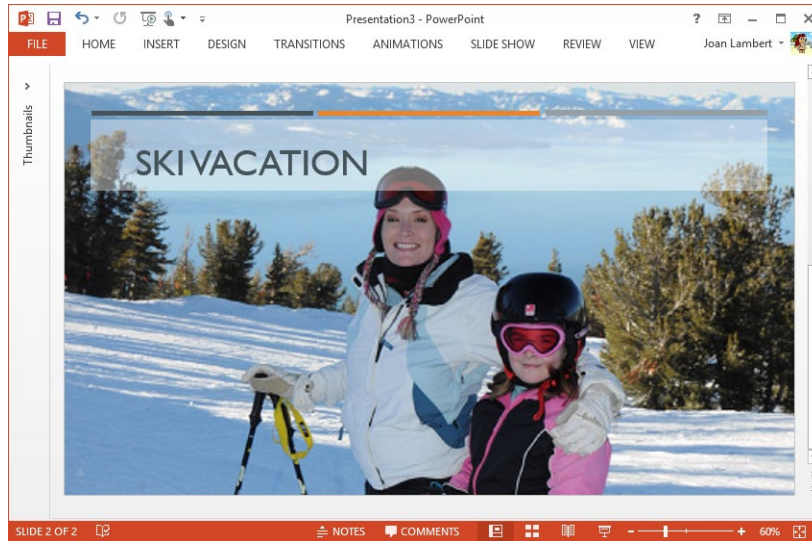 Presentation3 - PowerPoint
FILE HOME INSERT DESIGN TRANSITIONS ANIMATIONS SLIDE SHOW REVIEW VIEW Joan Lambert
Thumbnails
SKI VACATION
SLIDE 2 OF 2 NOTES COMMENTS 60%